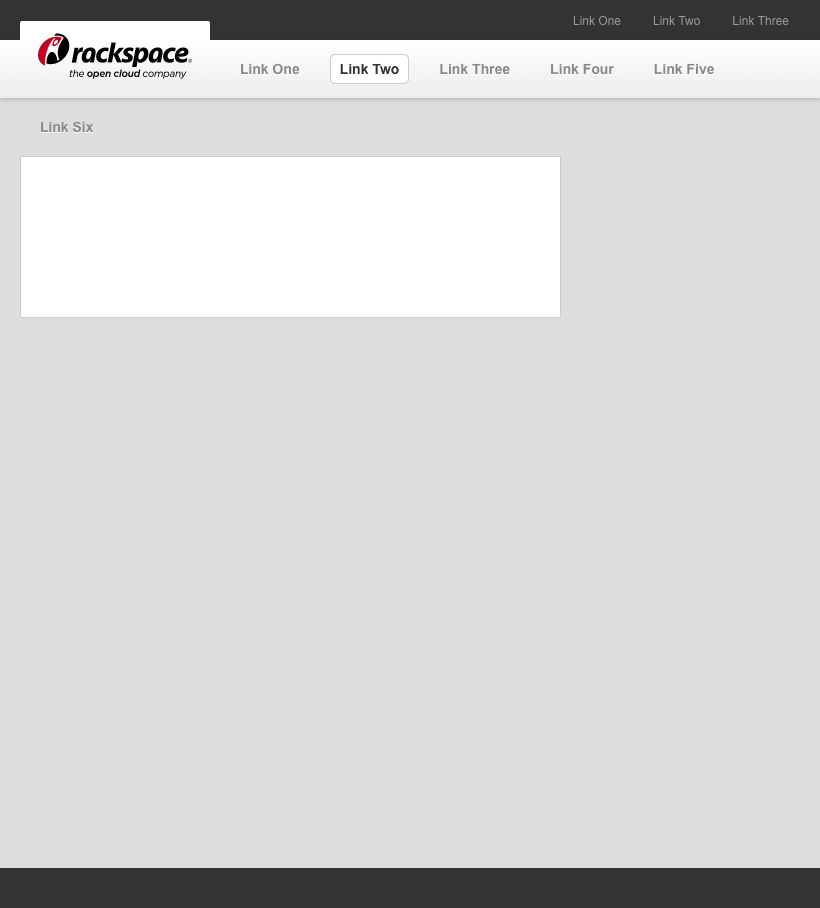 Link One Link Two Link Three
rackspace®
the open cloud company
Link One Link Two Link Three Link Four Link Five
Link Six